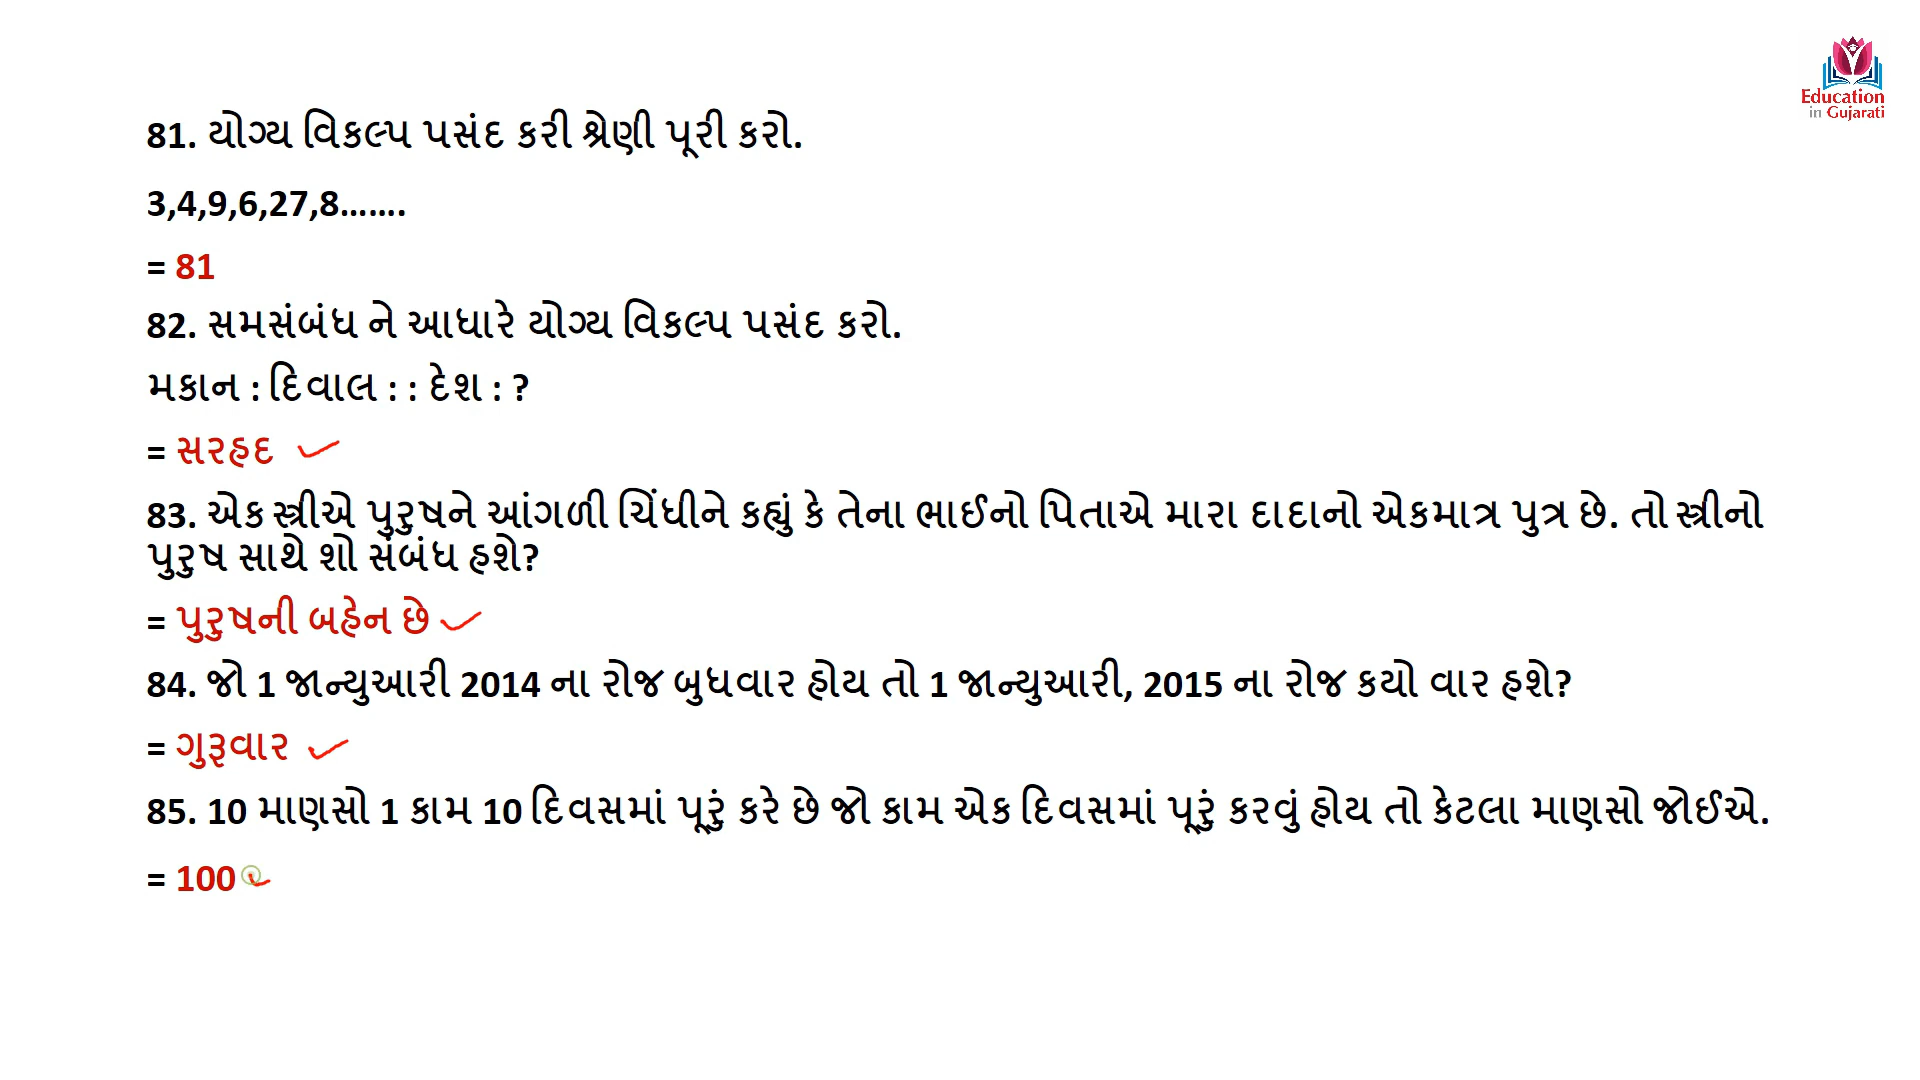 Education
in Gujarati
81. યોગ્ય વિકલ્પ પસંદ કરી શ્રેણી પૂરી કરો.
3,4,9,6,27,8.......
= 81
82. સમસંબંધ ને આધારે યોગ્ય વિકલ્પ પસંદ કરો.
મકાન : દિવાલ : : દેશ : ?
= સરહદ
83. એક સ્ત્રીએ પુરુષને આંગળી ચિંધીને કહ્યું કે તેના ભાઈનો પિતાએ મારા દાદાનો એકમાત્ર પુત્ર છે. તો સ્ત્રીનો
પુરુષ સાથે શો સંબંધ હશે?
= પુરુષની બહેન છે
84. જો 1 જાન્યુઆરી 2014 ના રોજ બુધવાર હોય તો 1 જાન્યુઆરી, 2015 ના રોજ કયો વાર હશે?
= ગુરૂવાર
85. 10 માણસો 1 કામ 10 દિવસમાં પૂરું કરે છે જો કામ એક દિવસમાં પૂરું કરવું હોય તો કેટલા માણસો જોઈએ.
= 100